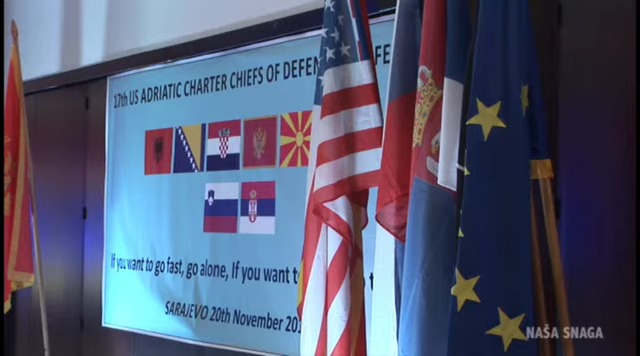 17th US ADRIATIC CHARTER CHIEFS OF DEFEN
If you want to go fast, go alone, If you want t
SARAJEVO 20th November 20
NAŠA SNAGA